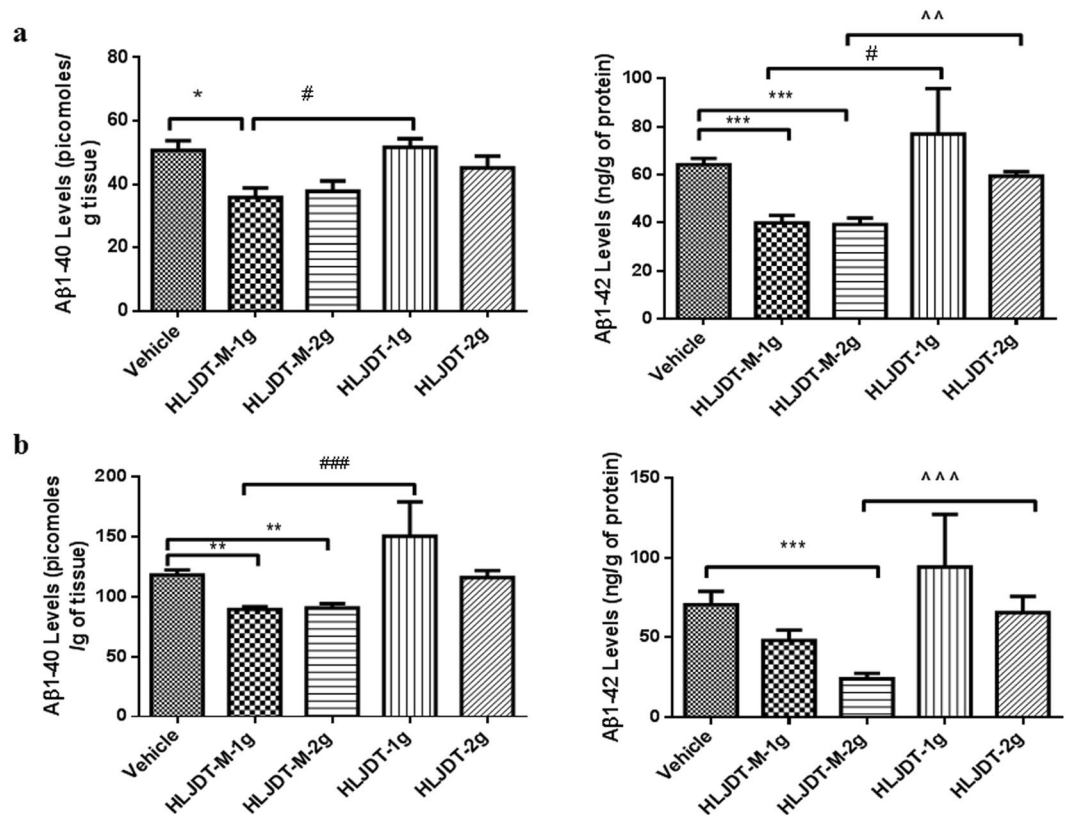 a
Aβ1-40 Levels (picomoles/
g tissue)
80
60
40
20
0
*
#
Vehicle
HLJDT-M-1g
HLJDT-M-2g
HLJDT-1g
HLJDT-2g
Aβ1-42 Levels (ng/g of protein)
100
80
60
40
20
0
^^
#
***
***
Vehicle
HLJDT-M-1g
HLJDT-M-2g
HLJDT-1g
HLJDT-2g
b
Aβ1-40 Levels (picomoles
/g of tissue)
200
150
100
50
0
###
**
**
Vehicle
HLJDT-M-1g
HLJDT-M-2g
HLJDT-1g
HLJDT-2g
Aβ1-42 Levels (ng/g of protein)
150
100
50
0
^^^
***
Vehicle
HLJDT-M-1g
HLJDT-M-2g
HLJDT-1g
HLJDT-2g